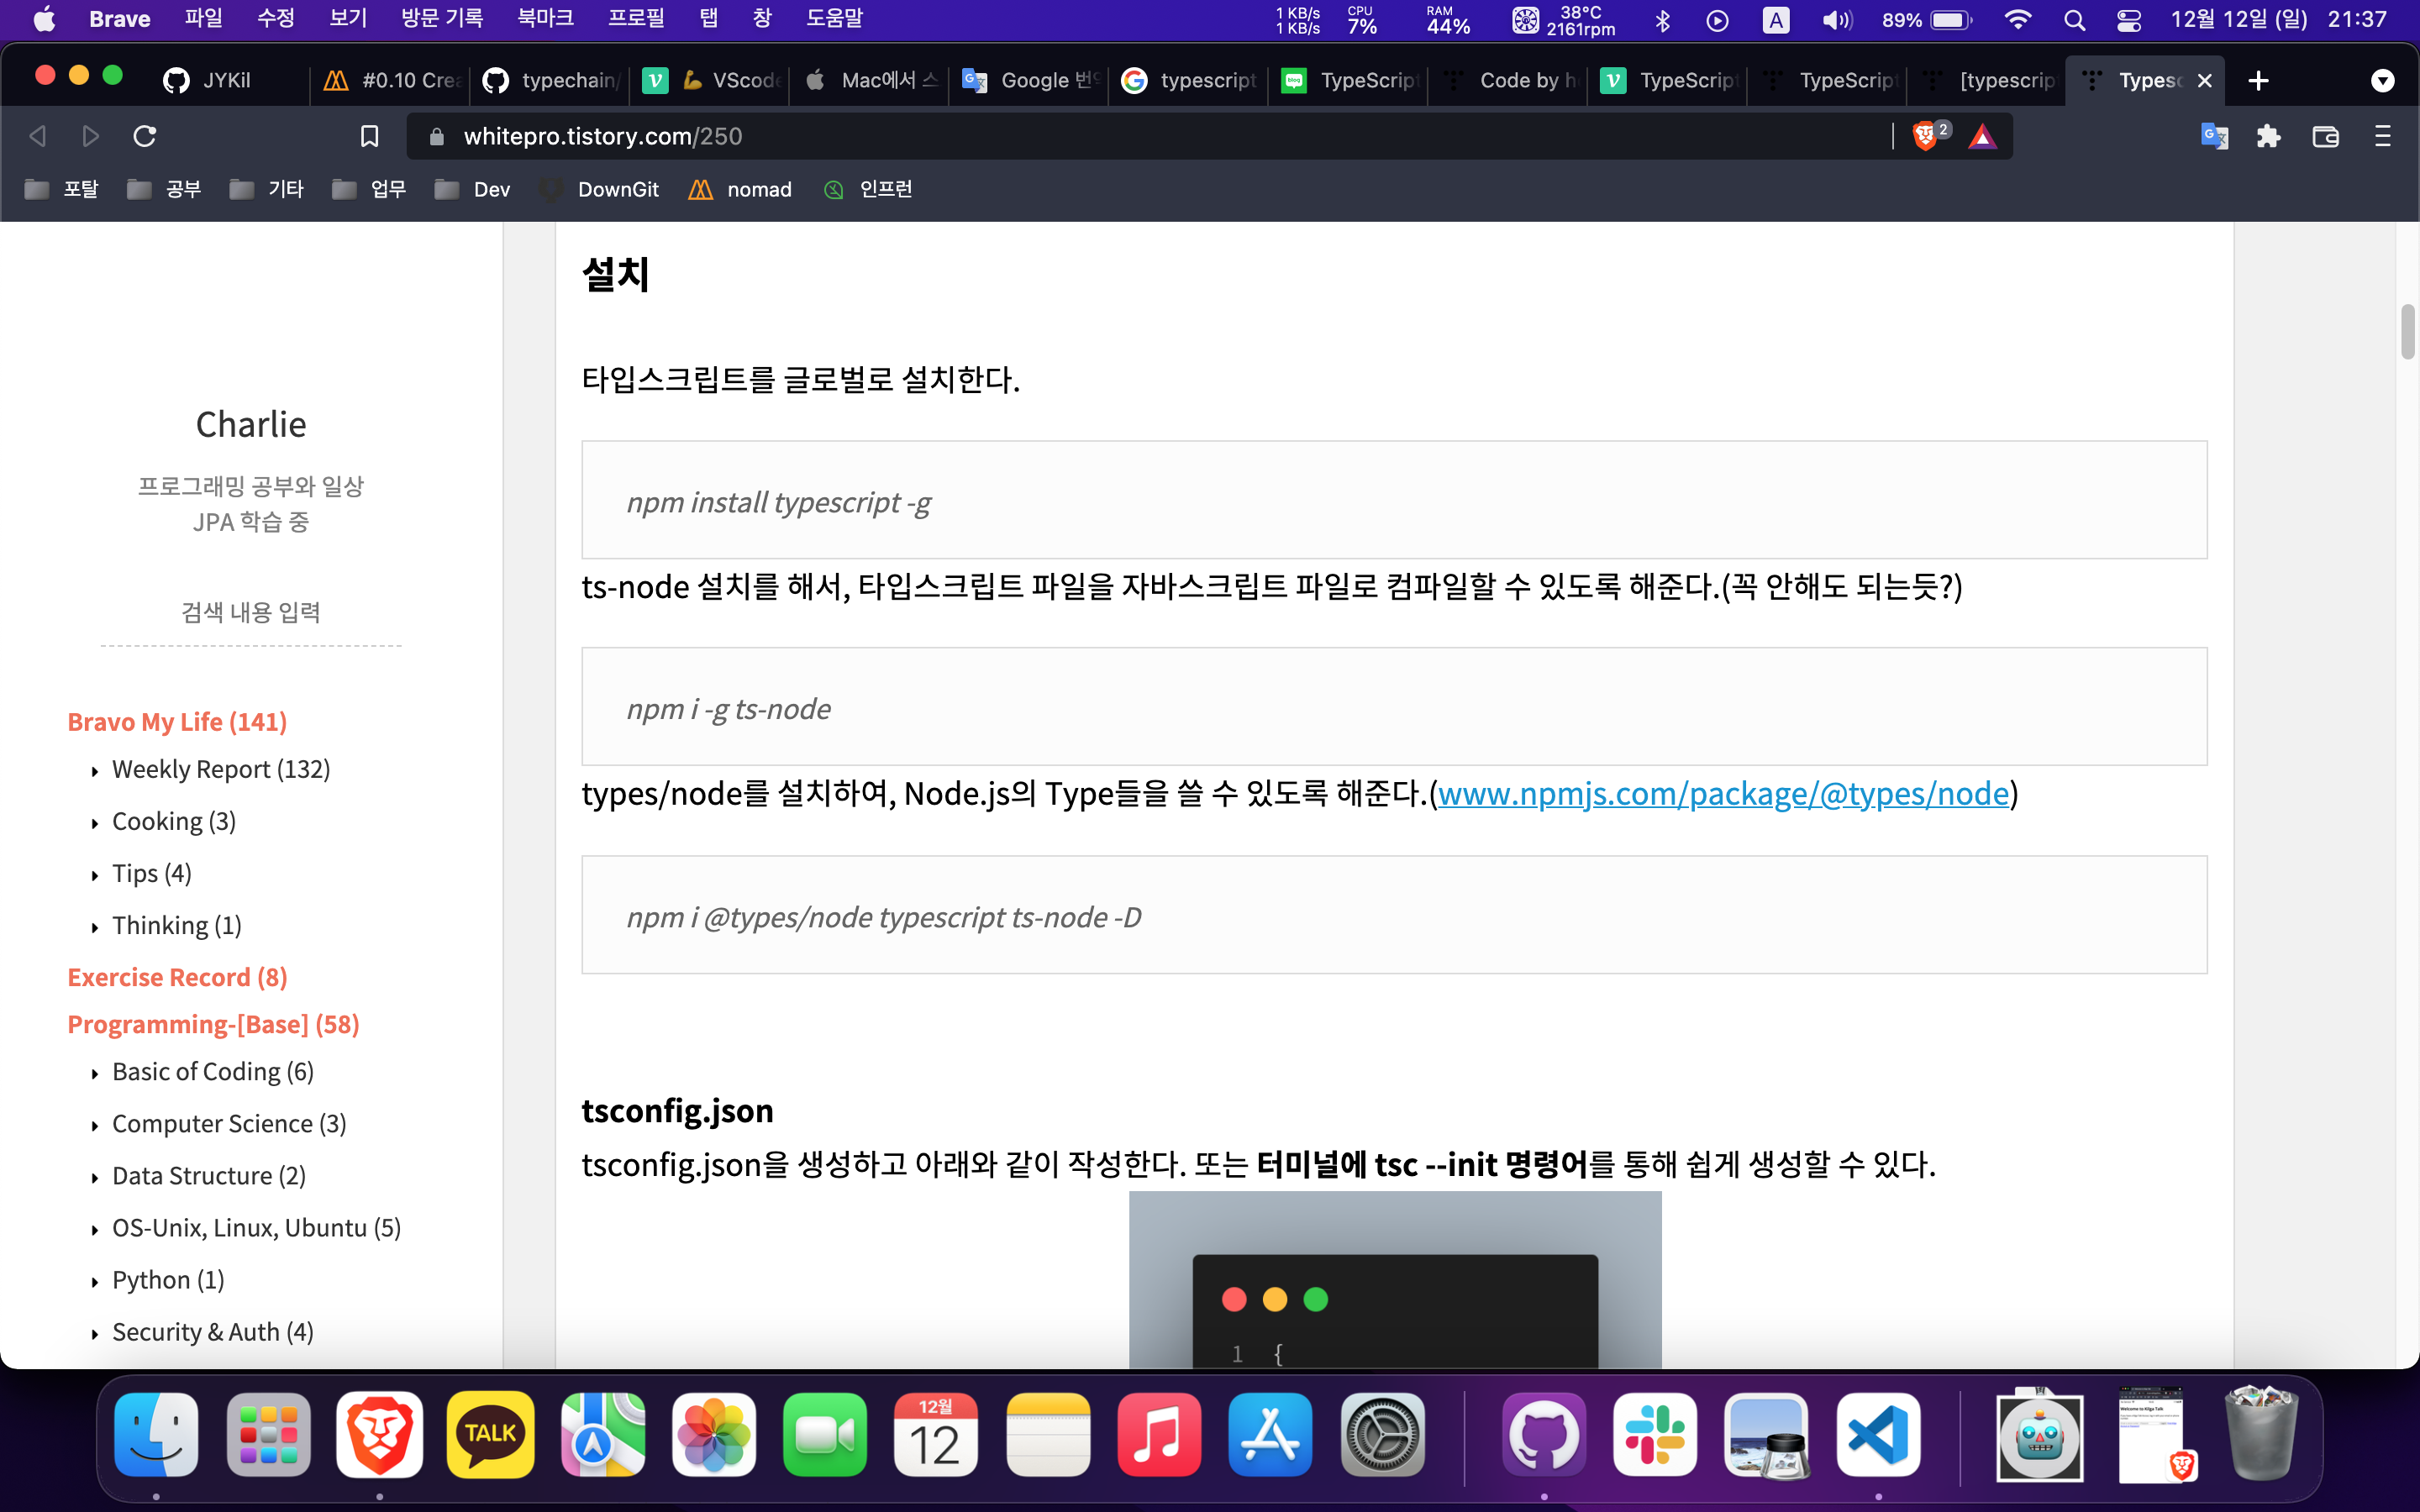 Brave 파일 수정 보기 방문 기록 북마크 프로필 탭 창 도움말 1 KB/s 1 KB/s CPU 7% RAM 44% 38°C 2161rpm A 89% 12월 12일 (일) 21:37
JYKil #0.10 Crea typechain/ VScode Mac에서 스 Google 번역 typescript TypeScript Code by h TypeScript TypeScript [typescrip Typesc
whitepro.tistory.com/250 2
포탈 공부 기타 업무 Dev DownGit nomad 인프런
Charlie
프로그래밍 공부와 일상
JPA 학습 중
검색 내용 입력
Bravo My Life (141)
Weekly Report (132)
Cooking (3)
Tips (4)
Thinking (1)
Exercise Record (8)
Programming-[Base] (58)
Basic of Coding (6)
Computer Science (3)
Data Structure (2)
OS-Unix, Linux, Ubuntu (5)
Python (1)
Security & Auth (4)
설치
타입스크립트를 글로벌로 설치한다.
npm install typescript -g
ts-node 설치를 해서, 타입스크립트 파일을 자바스크립트 파일로 컴파일할 수 있도록 해준다.(꼭 안해도 되는듯?)
npm i -g ts-node
types/node를 설치하여, Node.js의 Type들을 쓸 수 있도록 해준다.(www.npmjs.com/package/@types/node)
npm i @types/node typescript ts-node -D
tsconfig.json
tsconfig.json을 생성하고 아래와 같이 작성한다. 또는 터미널에 tsc --init 명령어를 통해 쉽게 생성할 수 있다.
1 {
TALK
12월
12